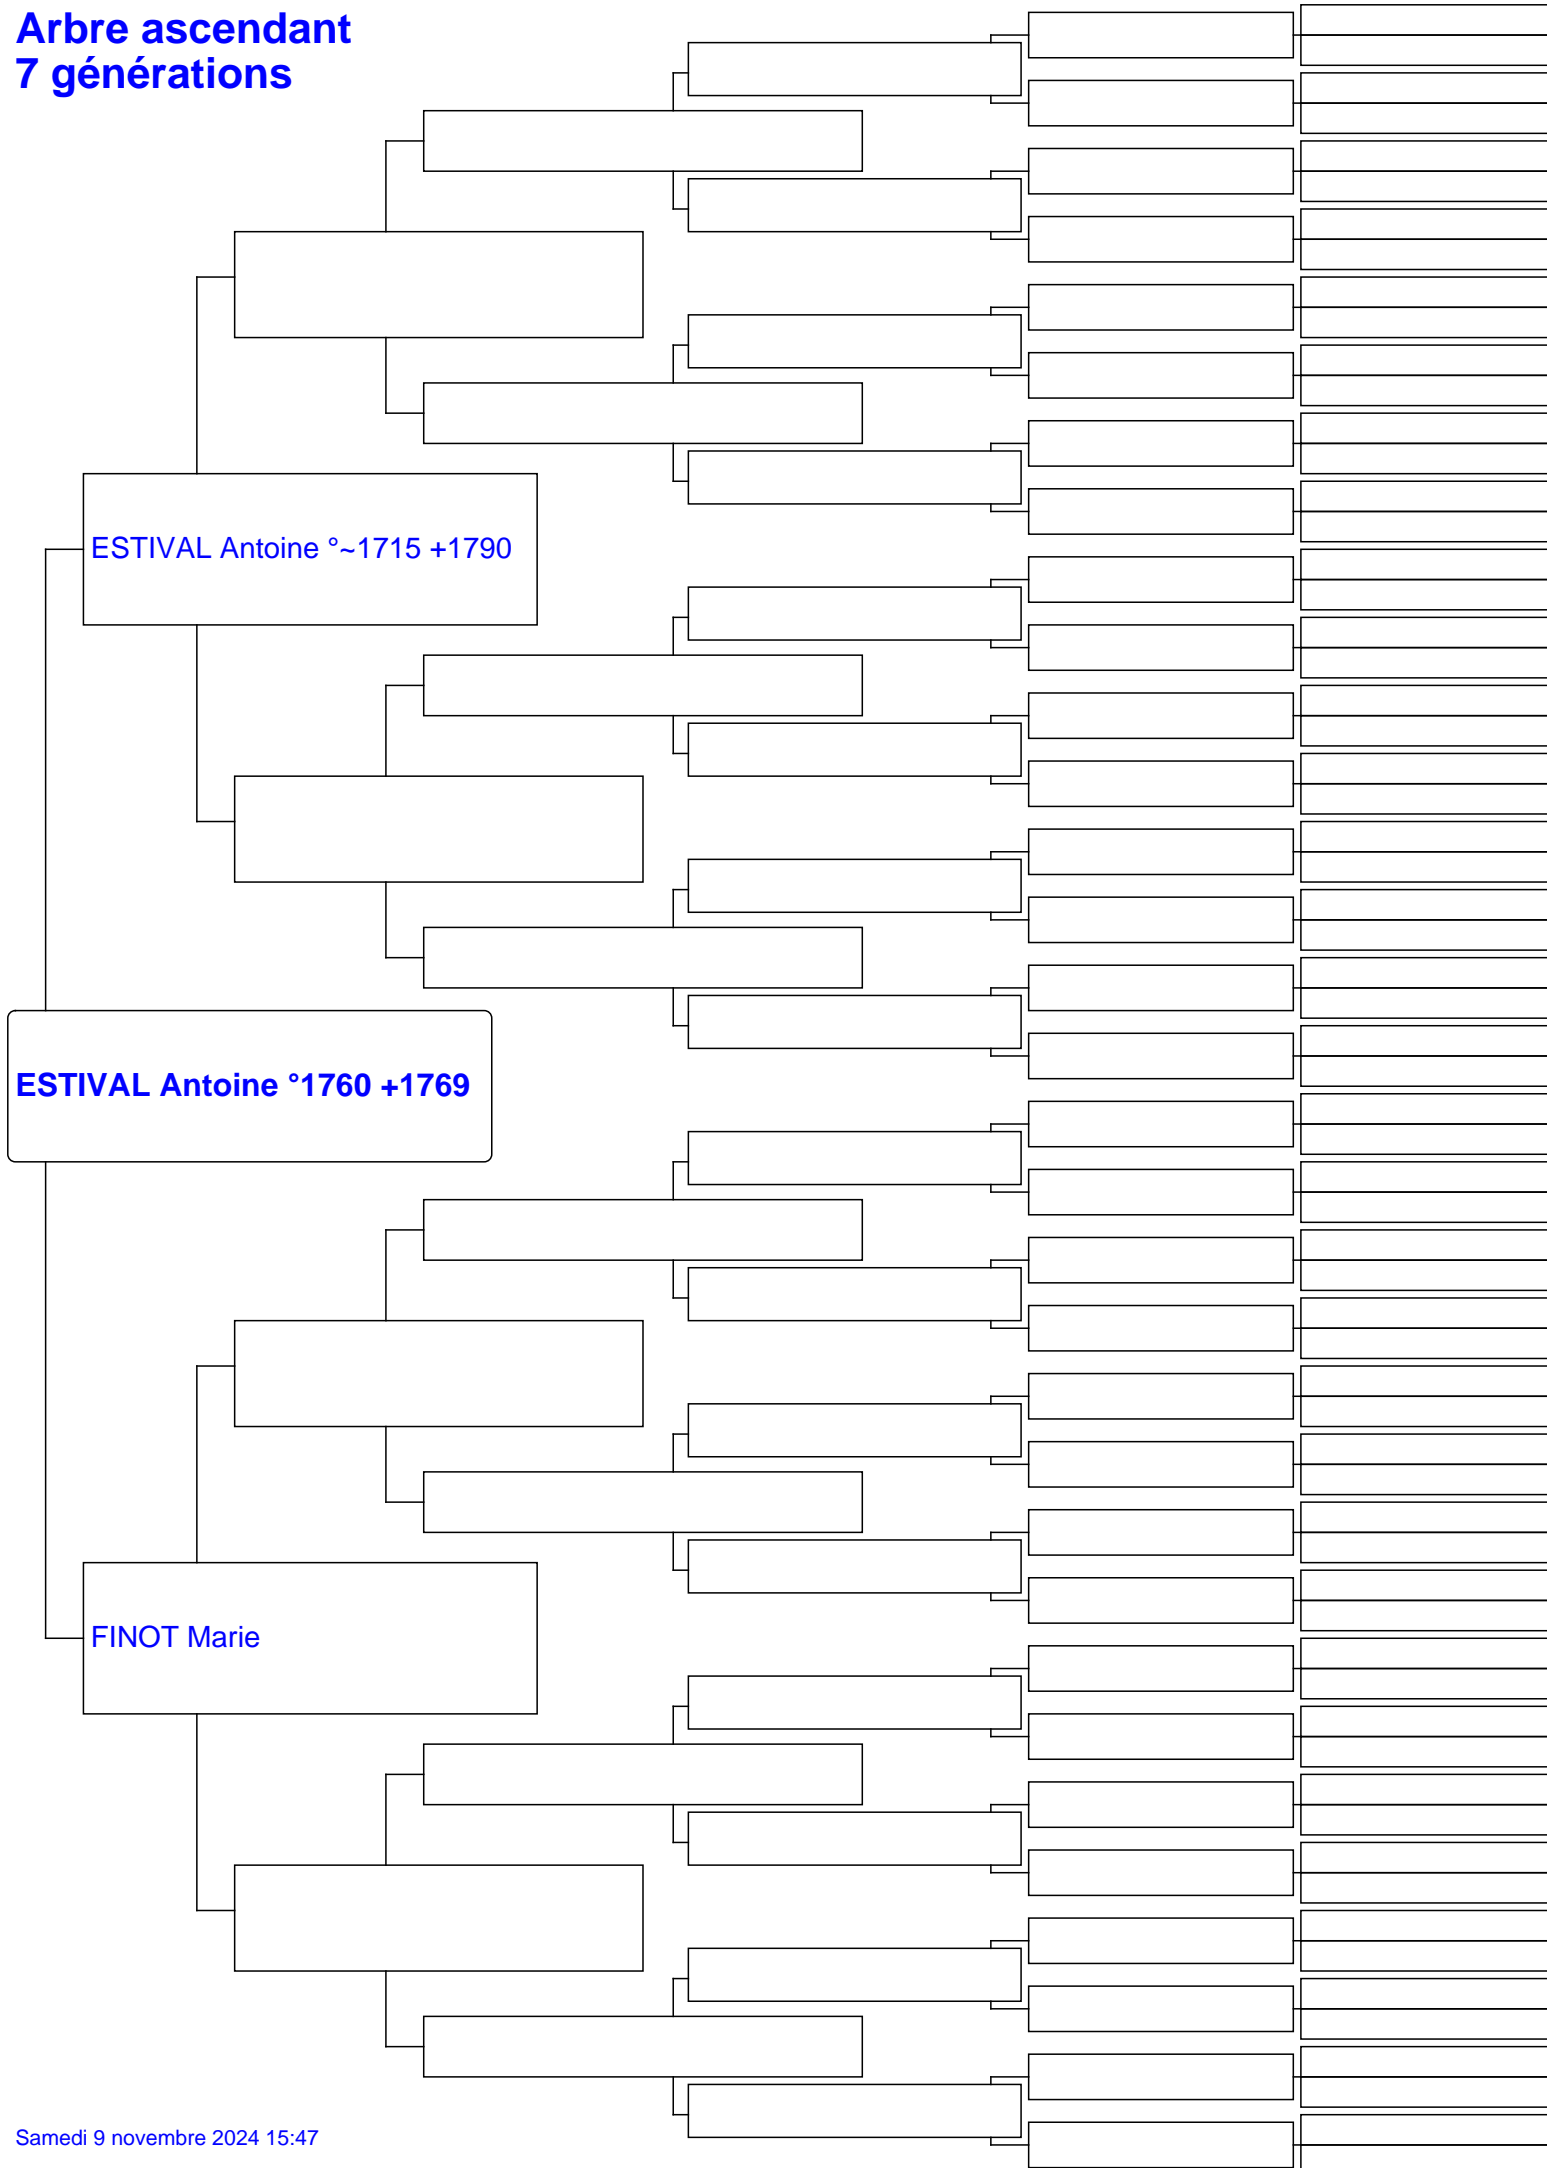 Arbre ascendant
7 générations
ESTIVAL Antoine °~1715 +1790
ESTIVAL Antoine °1760 +1769
FINOT Marie
Samedi 9 novembre 2024 15:47